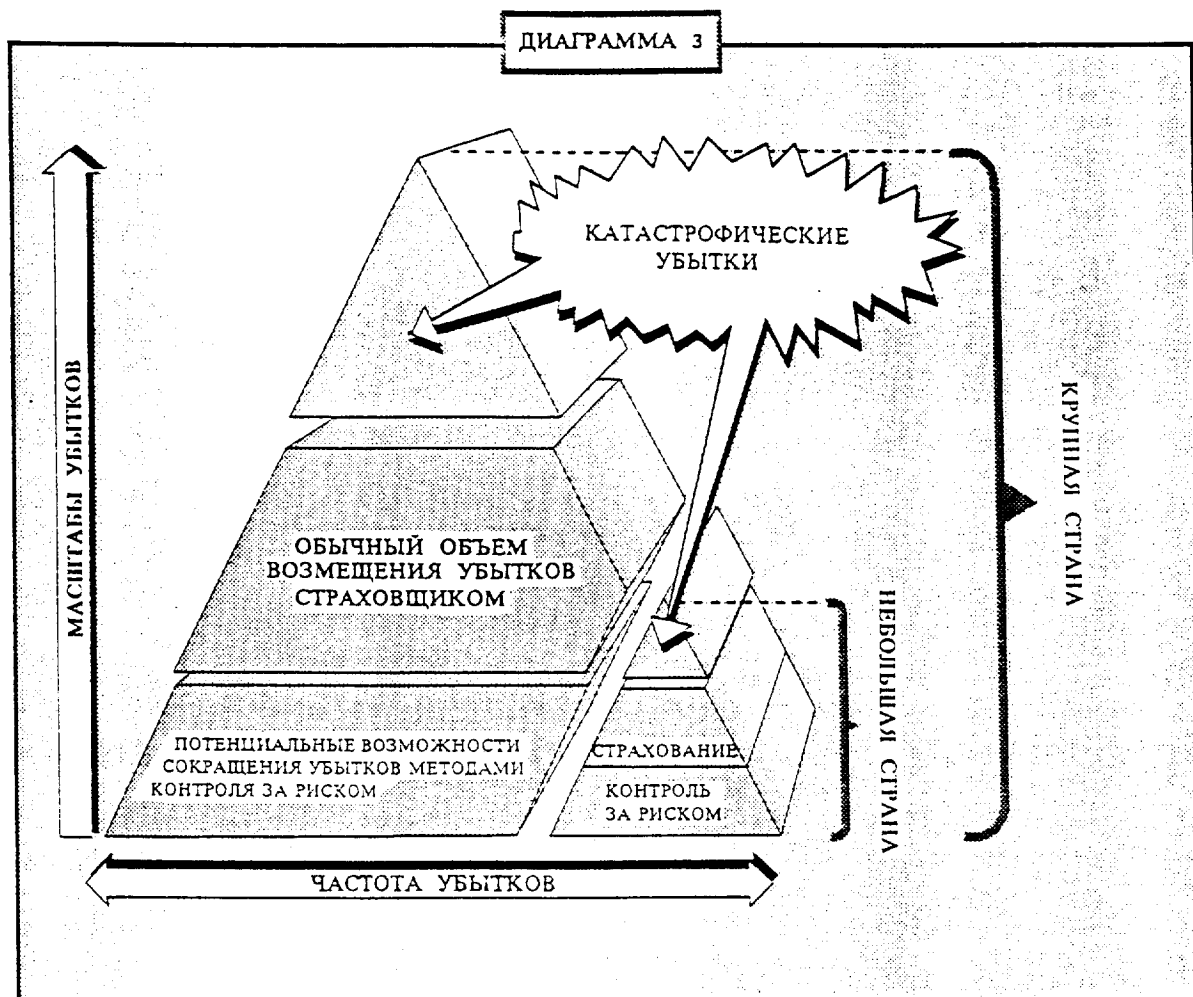 ДИАГРАММА 3
КАТАСТРОФИЧЕСКИЕ
УБЫТКИ
МАСШТАБЫ УБЫТКОВ
КРУПНАЯ СТРАНА
ОБЫЧНЫЙ ОБЪЕМ
ВОЗМЕЩЕНИЯ УБЫТКОВ
СТРАХОВЩИКОМ
НЕБОЛЬШАЯ СТРАНА
ПОТЕНЦИАЛЬНЫЕ ВОЗМОЖНОСТИ
СОКРАЩЕНИЯ УБЫТКОВ МЕТОДАМИ
КОНТРОЛЯ ЗА РИСКОМ
СТРАХОВАНИЕ
КОНТРОЛЬ
ЗА РИСКОМ
ЧАСТОТА УБЫТКОВ